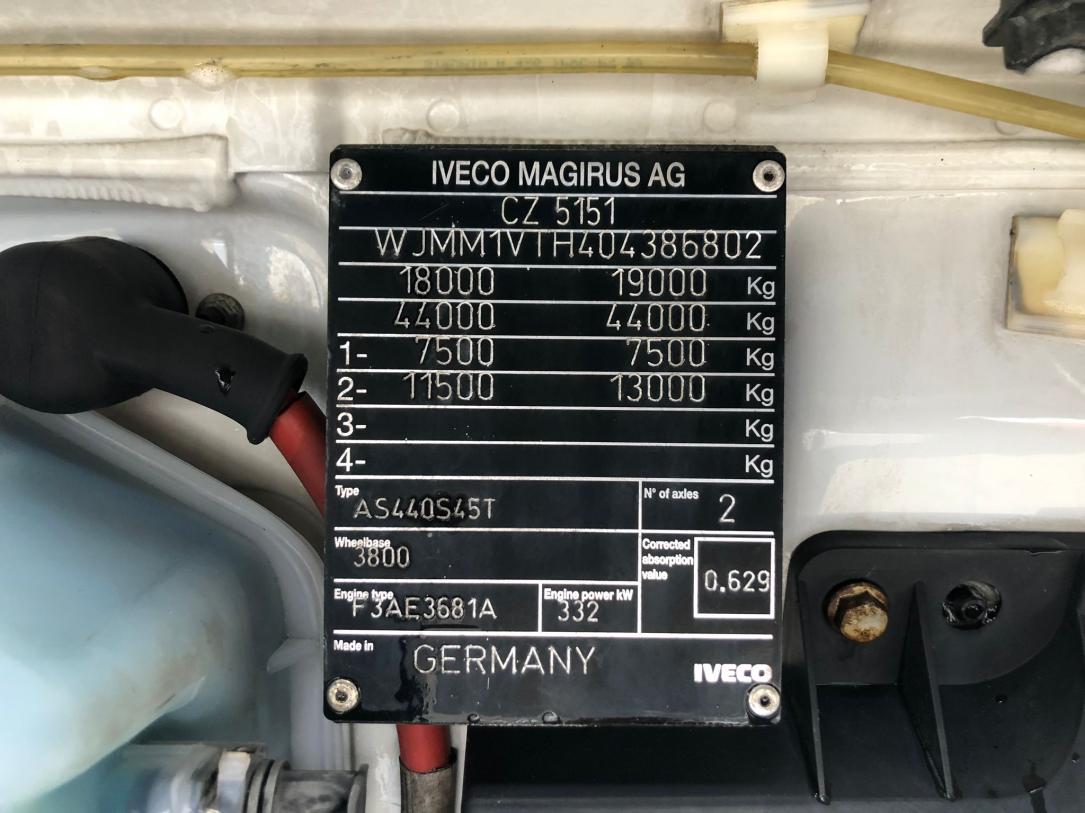 IVECO MAGIRUS AG
CZ 5151
WJMM1VTH404386802
18000 19000 Kg
44000 44000 Kg
1- 7500 7500 Kg
2- 11500 13000 Kg
3- Kg
4- Kg
Type AS440S45T
N° of axles 2
Wheelbase 3800
Corrected absorption value 0.629
Engine type F3AE3681A
Engine power kW 332
Made in GERMANY
IVECO